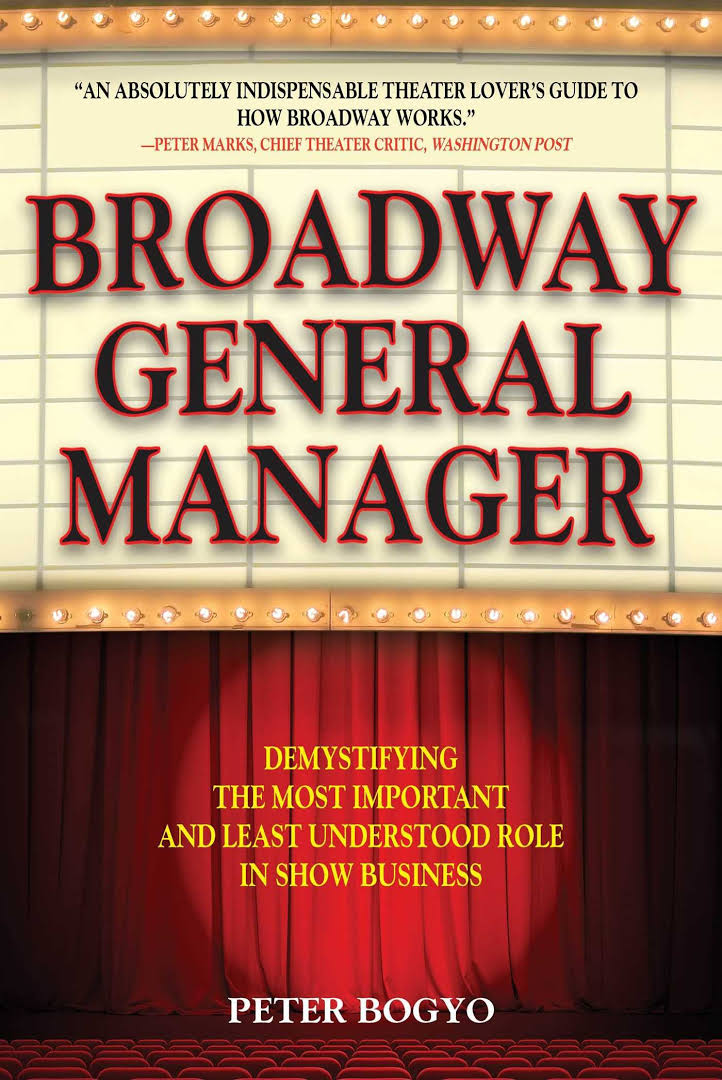 “AN ABSOLUTELY INDISPENSABLE THEATER LOVER’S GUIDE TO
HOW BROADWAY WORKS.”
—PETER MARKS, CHIEF THEATER CRITIC, WASHINGTON POST
BROADWAY
GENERAL
MANAGER
DEMYSTIFYING
THE MOST IMPORTANT
AND LEAST UNDERSTOOD ROLE
IN SHOW BUSINESS
PETER BOGYO